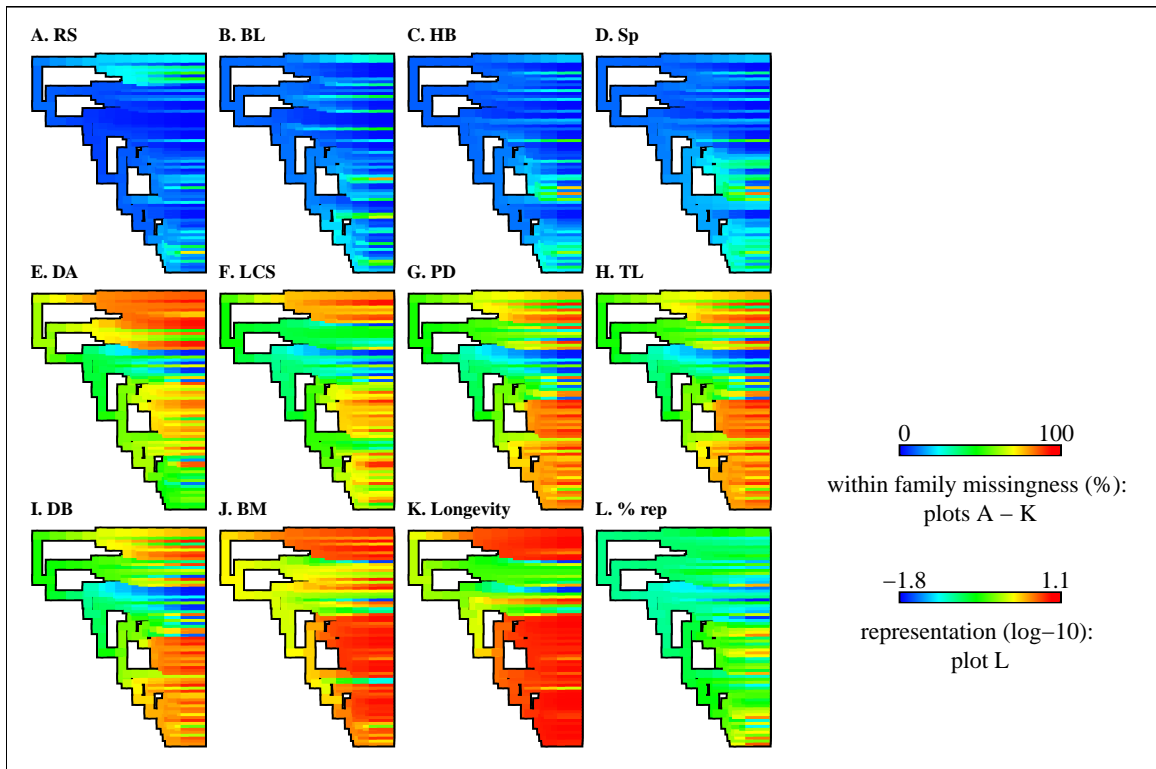 A. RS
B. BL
C. HB
D. Sp
E. DA
F. LCS
G. PD
H. TL
0 100
within family missingness (%):
plots A – K
I. DB
J. BM
K. Longevity
L. % rep
−1.8 1.1
representation (log−10):
plot L